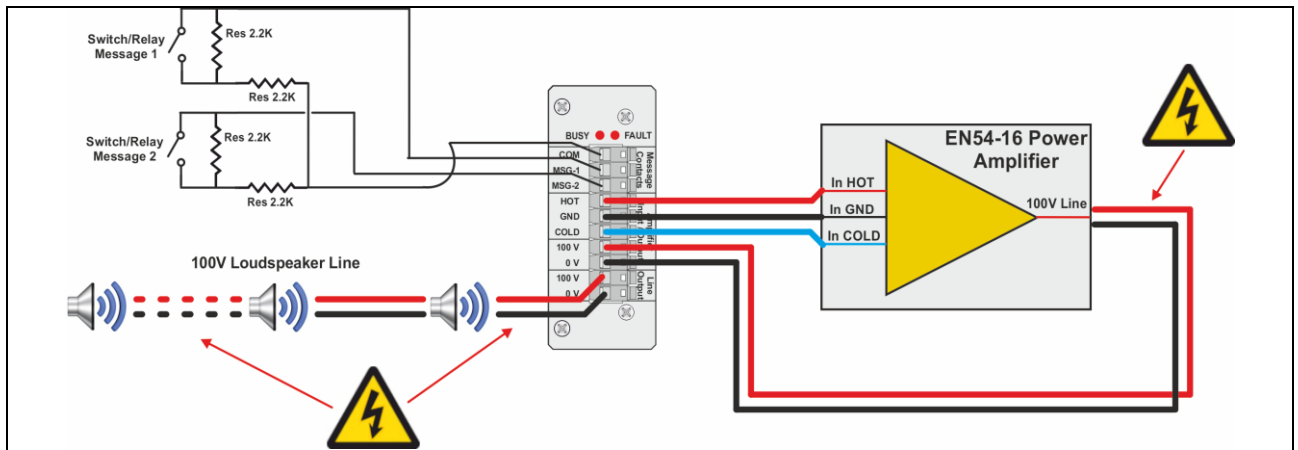 Switch/Relay
Message 1
Res 2.2K
Res 2.2K
Switch/Relay
Message 2
Res 2.2K
Res 2.2K
BUSY
FAULT
COM
MSG-1
MSG-2
Message
Contacts
HOT
GND
COLD
100 V
0 V
Input / Output
100 V
0 V
Line
Output
EN54-16 Power
Amplifier
In HOT
In GND
In COLD
100V Line
100V Loudspeaker Line